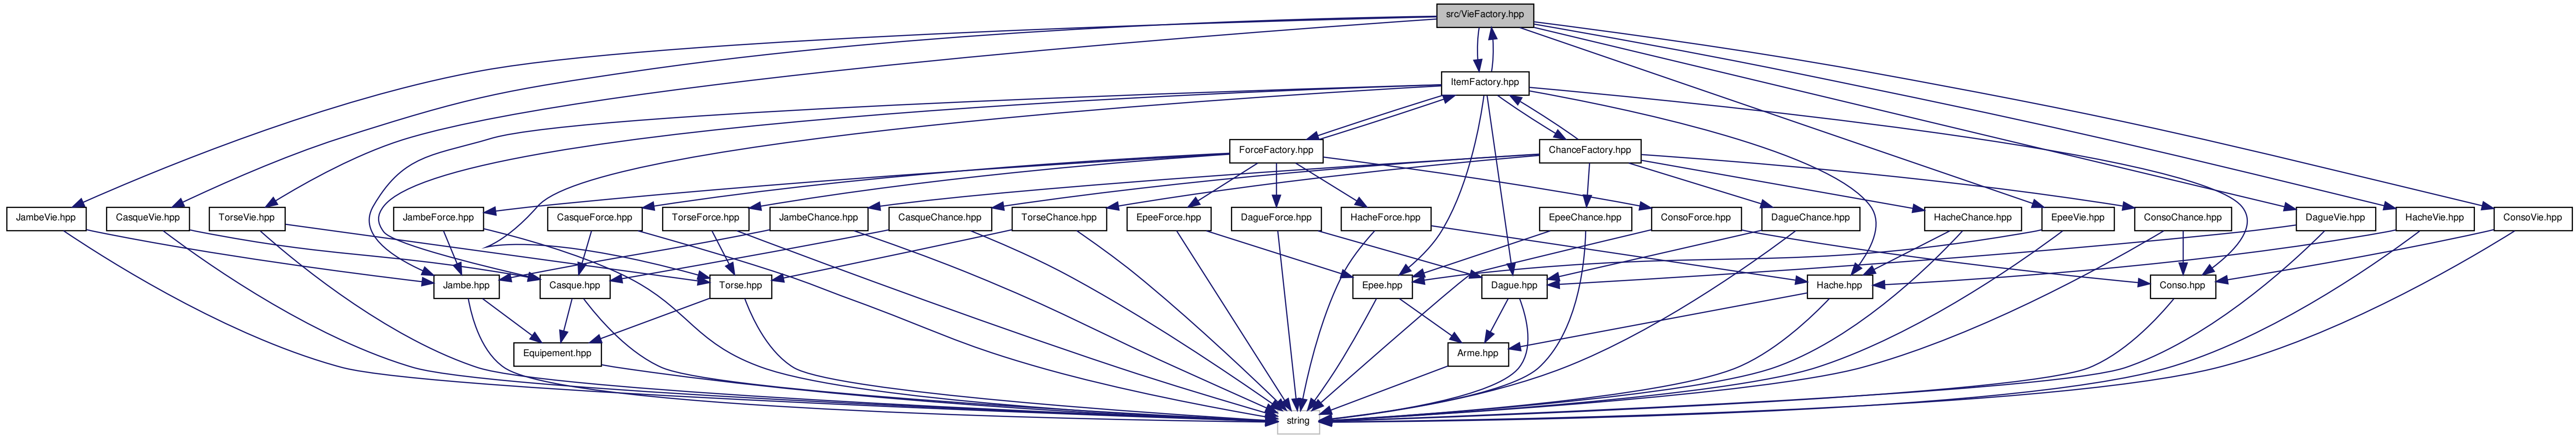 src/VieFactory.hpp
ItemFactory.hpp
ForceFactory.hpp
ChanceFactory.hpp
JambeVie.hpp
CasqueVie.hpp
TorseVie.hpp
JambeForce.hpp
CasqueForce.hpp
TorseForce.hpp
JambeChance.hpp
CasqueChance.hpp
TorseChance.hpp
EpeeForce.hpp
DagueForce.hpp
HacheForce.hpp
EpeeChance.hpp
ConsoForce.hpp
DagueChance.hpp
HacheChance.hpp
EpeeVie.hpp
ConsoChance.hpp
DagueVie.hpp
HacheVie.hpp
ConsoVie.hpp
Jambe.hpp
Casque.hpp
Torse.hpp
Epee.hpp
Dague.hpp
Hache.hpp
Conso.hpp
Equipement.hpp
Arme.hpp
string